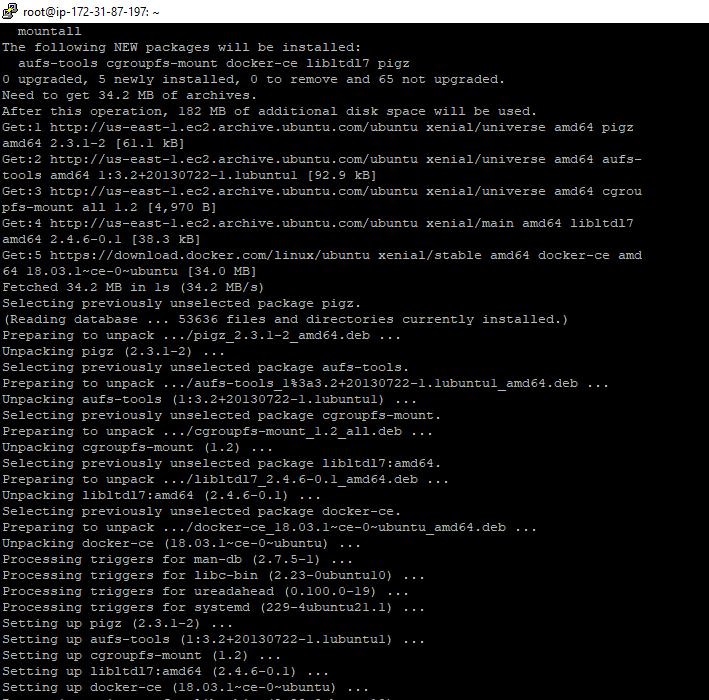 root@ip-172-31-87-197: ~
mountall
The following NEW packages will be installed:
aufs-tools cgroupfs-mount docker-ce libltdl7 pigz
0 upgraded, 5 newly installed, 0 to remove and 65 not upgraded.
Need to get 34.2 MB of archives.
After this operation, 182 MB of additional disk space will be used.
Get:1 http://us-east-1.ec2.archive.ubuntu.com/ubuntu xenial/universe amd64 pigz
amd64 2.3.1-2 [61.1 kB]
Get:2 http://us-east-1.ec2.archive.ubuntu.com/ubuntu xenial/universe amd64 aufs-
tools amd64 1:3.2+20130722-1.1ubuntu1 [92.9 kB]
Get:3 http://us-east-1.ec2.archive.ubuntu.com/ubuntu xenial/universe amd64 cgrou
pfs-mount all 1.2 [4,970 B]
Get:4 http://us-east-1.ec2.archive.ubuntu.com/ubuntu xenial/main amd64 libltdl7
amd64 2.4.6-0.1 [38.3 kB]
Get:5 https://download.docker.com/linux/ubuntu xenial/stable amd64 docker-ce amd
64 18.03.1~ce-0~ubuntu [34.0 MB]
Fetched 34.2 MB in 1s (34.2 MB/s)
Selecting previously unselected package pigz.
(Reading database ... 53636 files and directories currently installed.)
Preparing to unpack .../pigz_2.3.1-2_amd64.deb ...
Unpacking pigz (2.3.1-2) ...
Selecting previously unselected package aufs-tools.
Preparing to unpack .../aufs-tools_1%3a3.2+20130722-1.1ubuntu1_amd64.deb ...
Unpacking aufs-tools (1:3.2+20130722-1.1ubuntu1) ...
Selecting previously unselected package cgroupfs-mount.
Preparing to unpack .../cgroupfs-mount_1.2_all.deb ...
Unpacking cgroupfs-mount (1.2) ...
Selecting previously unselected package libltdl7:amd64.
Preparing to unpack .../libltdl7_2.4.6-0.1_amd64.deb ...
Unpacking libltdl7:amd64 (2.4.6-0.1) ...
Selecting previously unselected package docker-ce.
Preparing to unpack .../docker-ce_18.03.1~ce-0~ubuntu_amd64.deb ...
Unpacking docker-ce (18.03.1~ce-0~ubuntu) ...
Processing triggers for man-db (2.7.5-1) ...
Processing triggers for libc-bin (2.23-0ubuntu10) ...
Processing triggers for ureadahead (0.100.0-19) ...
Processing triggers for systemd (229-4ubuntu21.1) ...
Setting up pigz (2.3.1-2) ...
Setting up aufs-tools (1:3.2+20130722-1.1ubuntu1) ...
Setting up cgroupfs-mount (1.2) ...
Setting up libltdl7:amd64 (2.4.6-0.1) ...
Setting up docker-ce (18.03.1~ce-0~ubuntu) ...